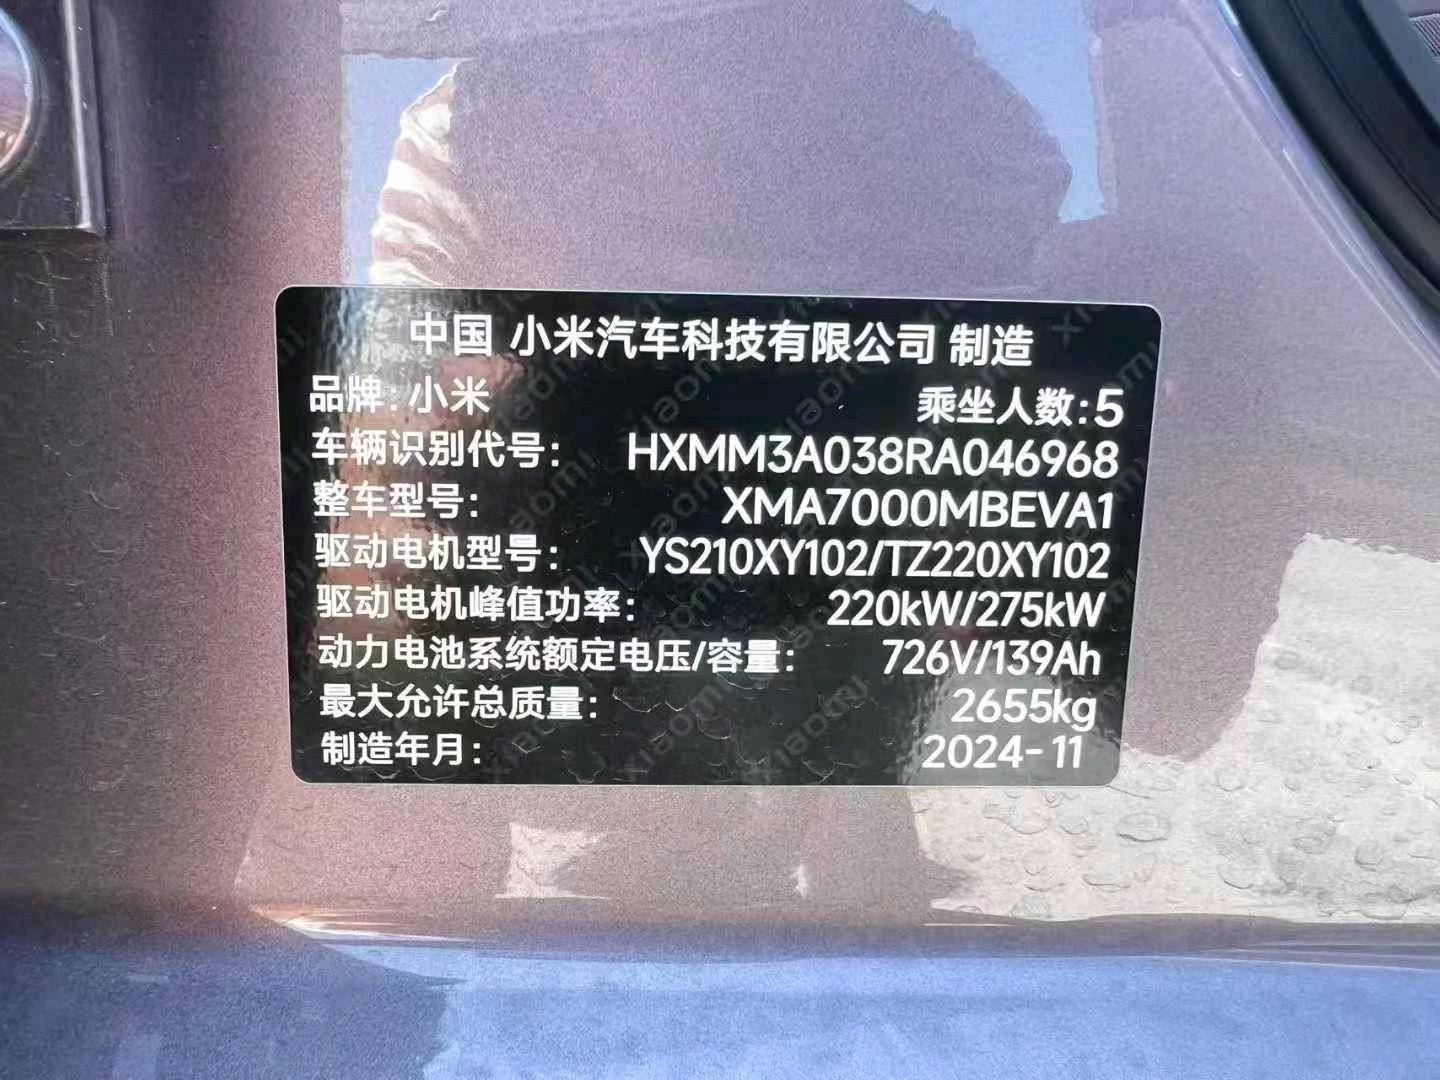 中国 小米汽车科技有限公司 制造
品牌:小米 乘坐人数:5
车辆识别代号: HXMM3A038RA046968
整车型号: XMA7000MBEVA1
驱动电机型号: YS210XY102/TZ220XY102
驱动电机峰值功率: 220kW/275kW
动力电池系统额定电压/容量: 726V/139Ah
最大允许总质量: 2655kg
制造年月: 2024-11